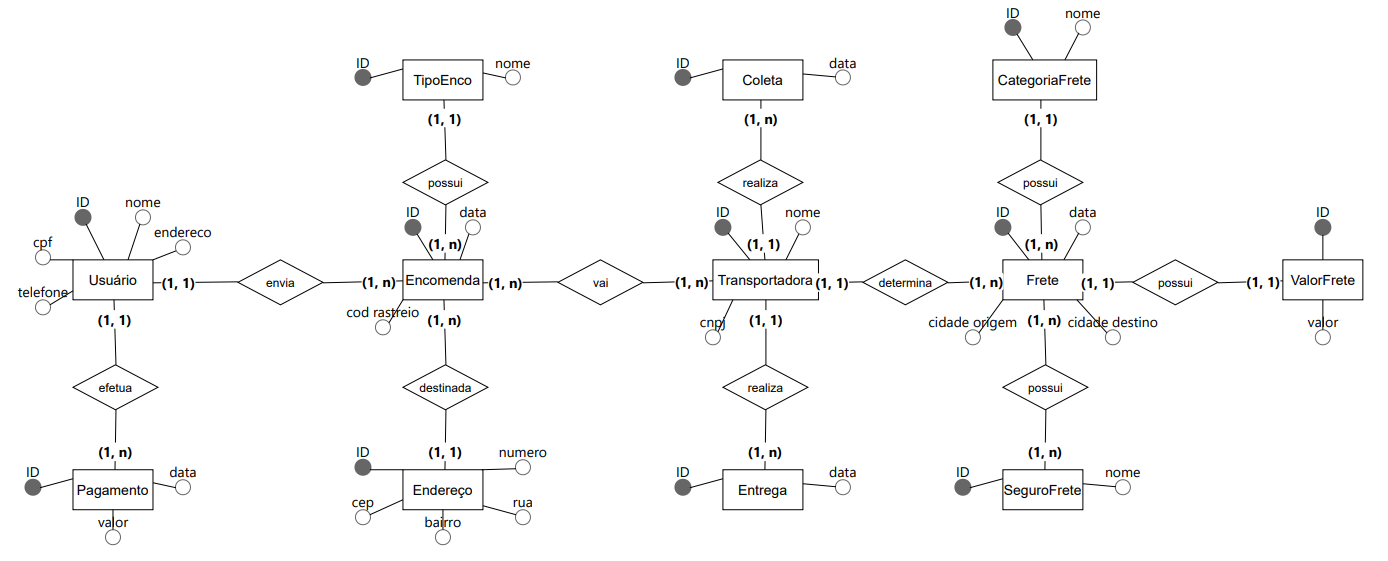 ID
nome
ID
TipoEnco
nome
ID
Coleta
data
CategoriaFrete
(1, 1)
(1, n)
(1, 1)
possui
realiza
possui
ID
nome
endereco
cpf
telefone
Usuário
(1, 1)
envia
(1, n)
ID
data
(1, n)
Encomenda
cod rastreio
(1, n)
vai
(1, n)
ID
nome
(1, 1)
Transportadora
cnpj
(1, 1)
determina
(1, n)
ID
data
(1, n)
Frete
cidade origem
cidade destino
(1, 1)
possui
(1, 1)
ID
ValorFrete
valor
(1, 1)
(1, n)
(1, 1)
(1, n)
efetua
destinada
realiza
possui
(1, n)
(1, 1)
(1, n)
(1, n)
ID
Pagamento
data
valor
ID
numero
Endereço
cep
bairro
rua
ID
Entrega
data
ID
SeguroFrete
nome